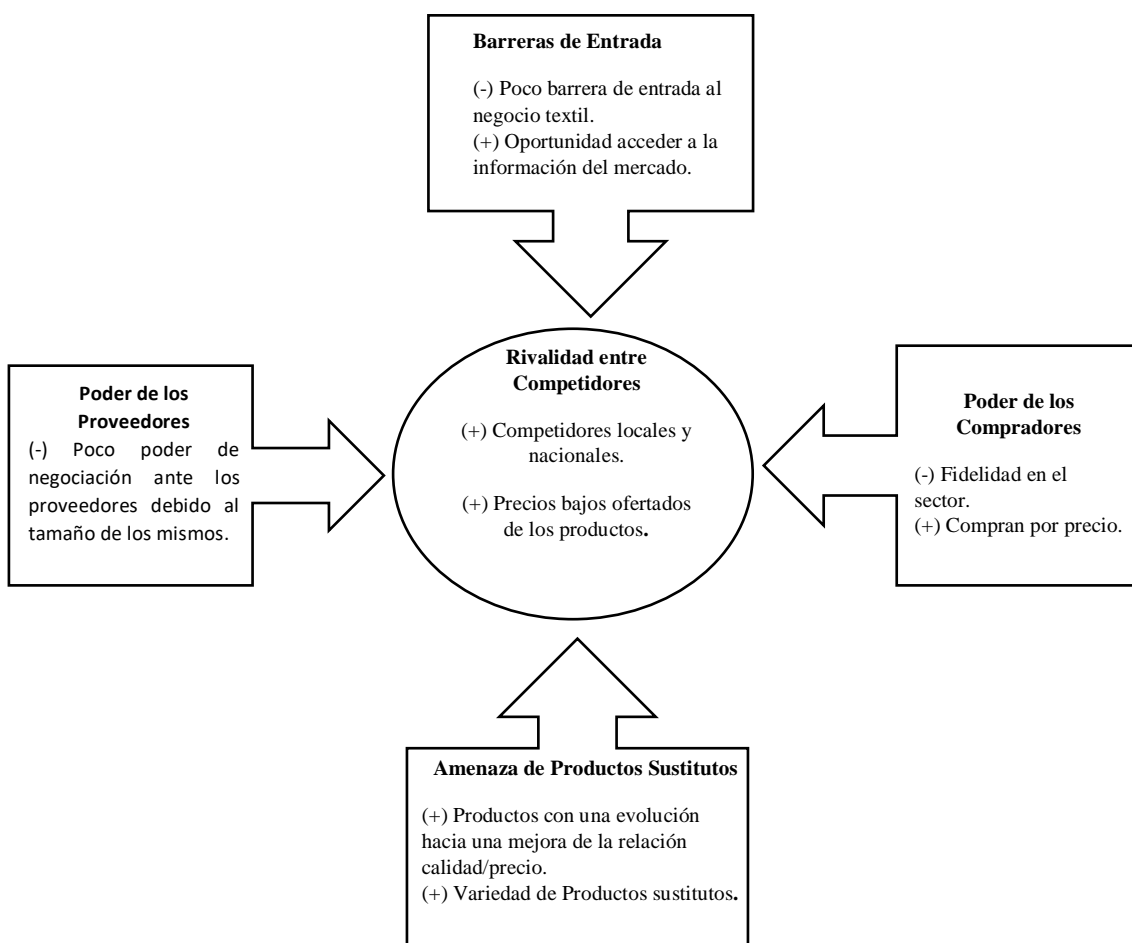 Barreras de Entrada
(-) Poco barrera de entrada al
negocio textil.
(+) Oportunidad acceder a la
información del mercado.
Rivalidad entre
Competidores
(+) Competidores locales y
nacionales.
(+) Precios bajos ofertados
de los productos.
Poder de los
Proveedores
(-) Poco poder de
negociación ante los
proveedores debido al
tamaño de los mismos.
Poder de los
Compradores
(-) Fidelidad en el
sector.
(+) Compran por precio.
Amenaza de Productos Sustitutos
(+) Productos con una evolución
hacia una mejora de la relación
calidad/precio.
(+) Variedad de Productos sustitutos.